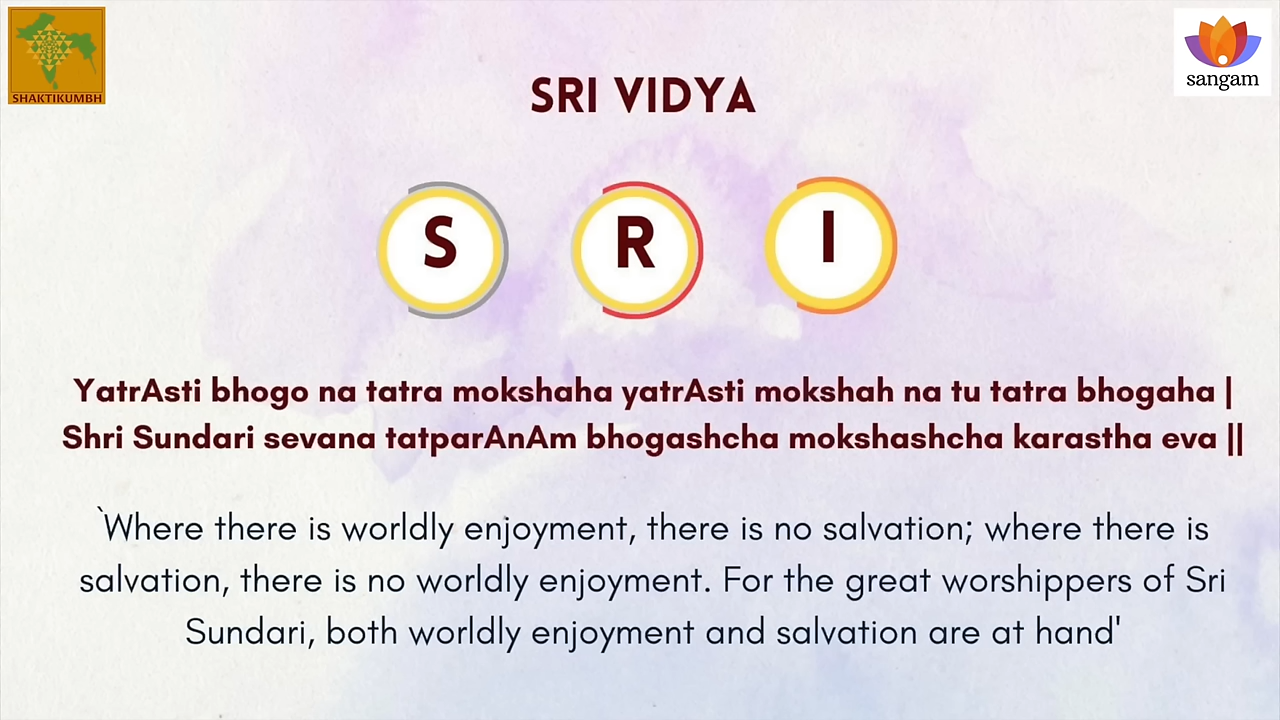 SHAKTIKUMBH
sangam
SRI VIDYA
S R I
YatrAsti bhogo na tatra mokshaha yatrAsti mokshah na tu tatra bhogaha |
Shri Sundari sevana tatparAnAm bhogashcha mokshashcha karastha eva ||
`Where there is worldly enjoyment, there is no salvation; where there is
salvation, there is no worldly enjoyment. For the great worshippers of Sri
Sundari, both worldly enjoyment and salvation are at hand'